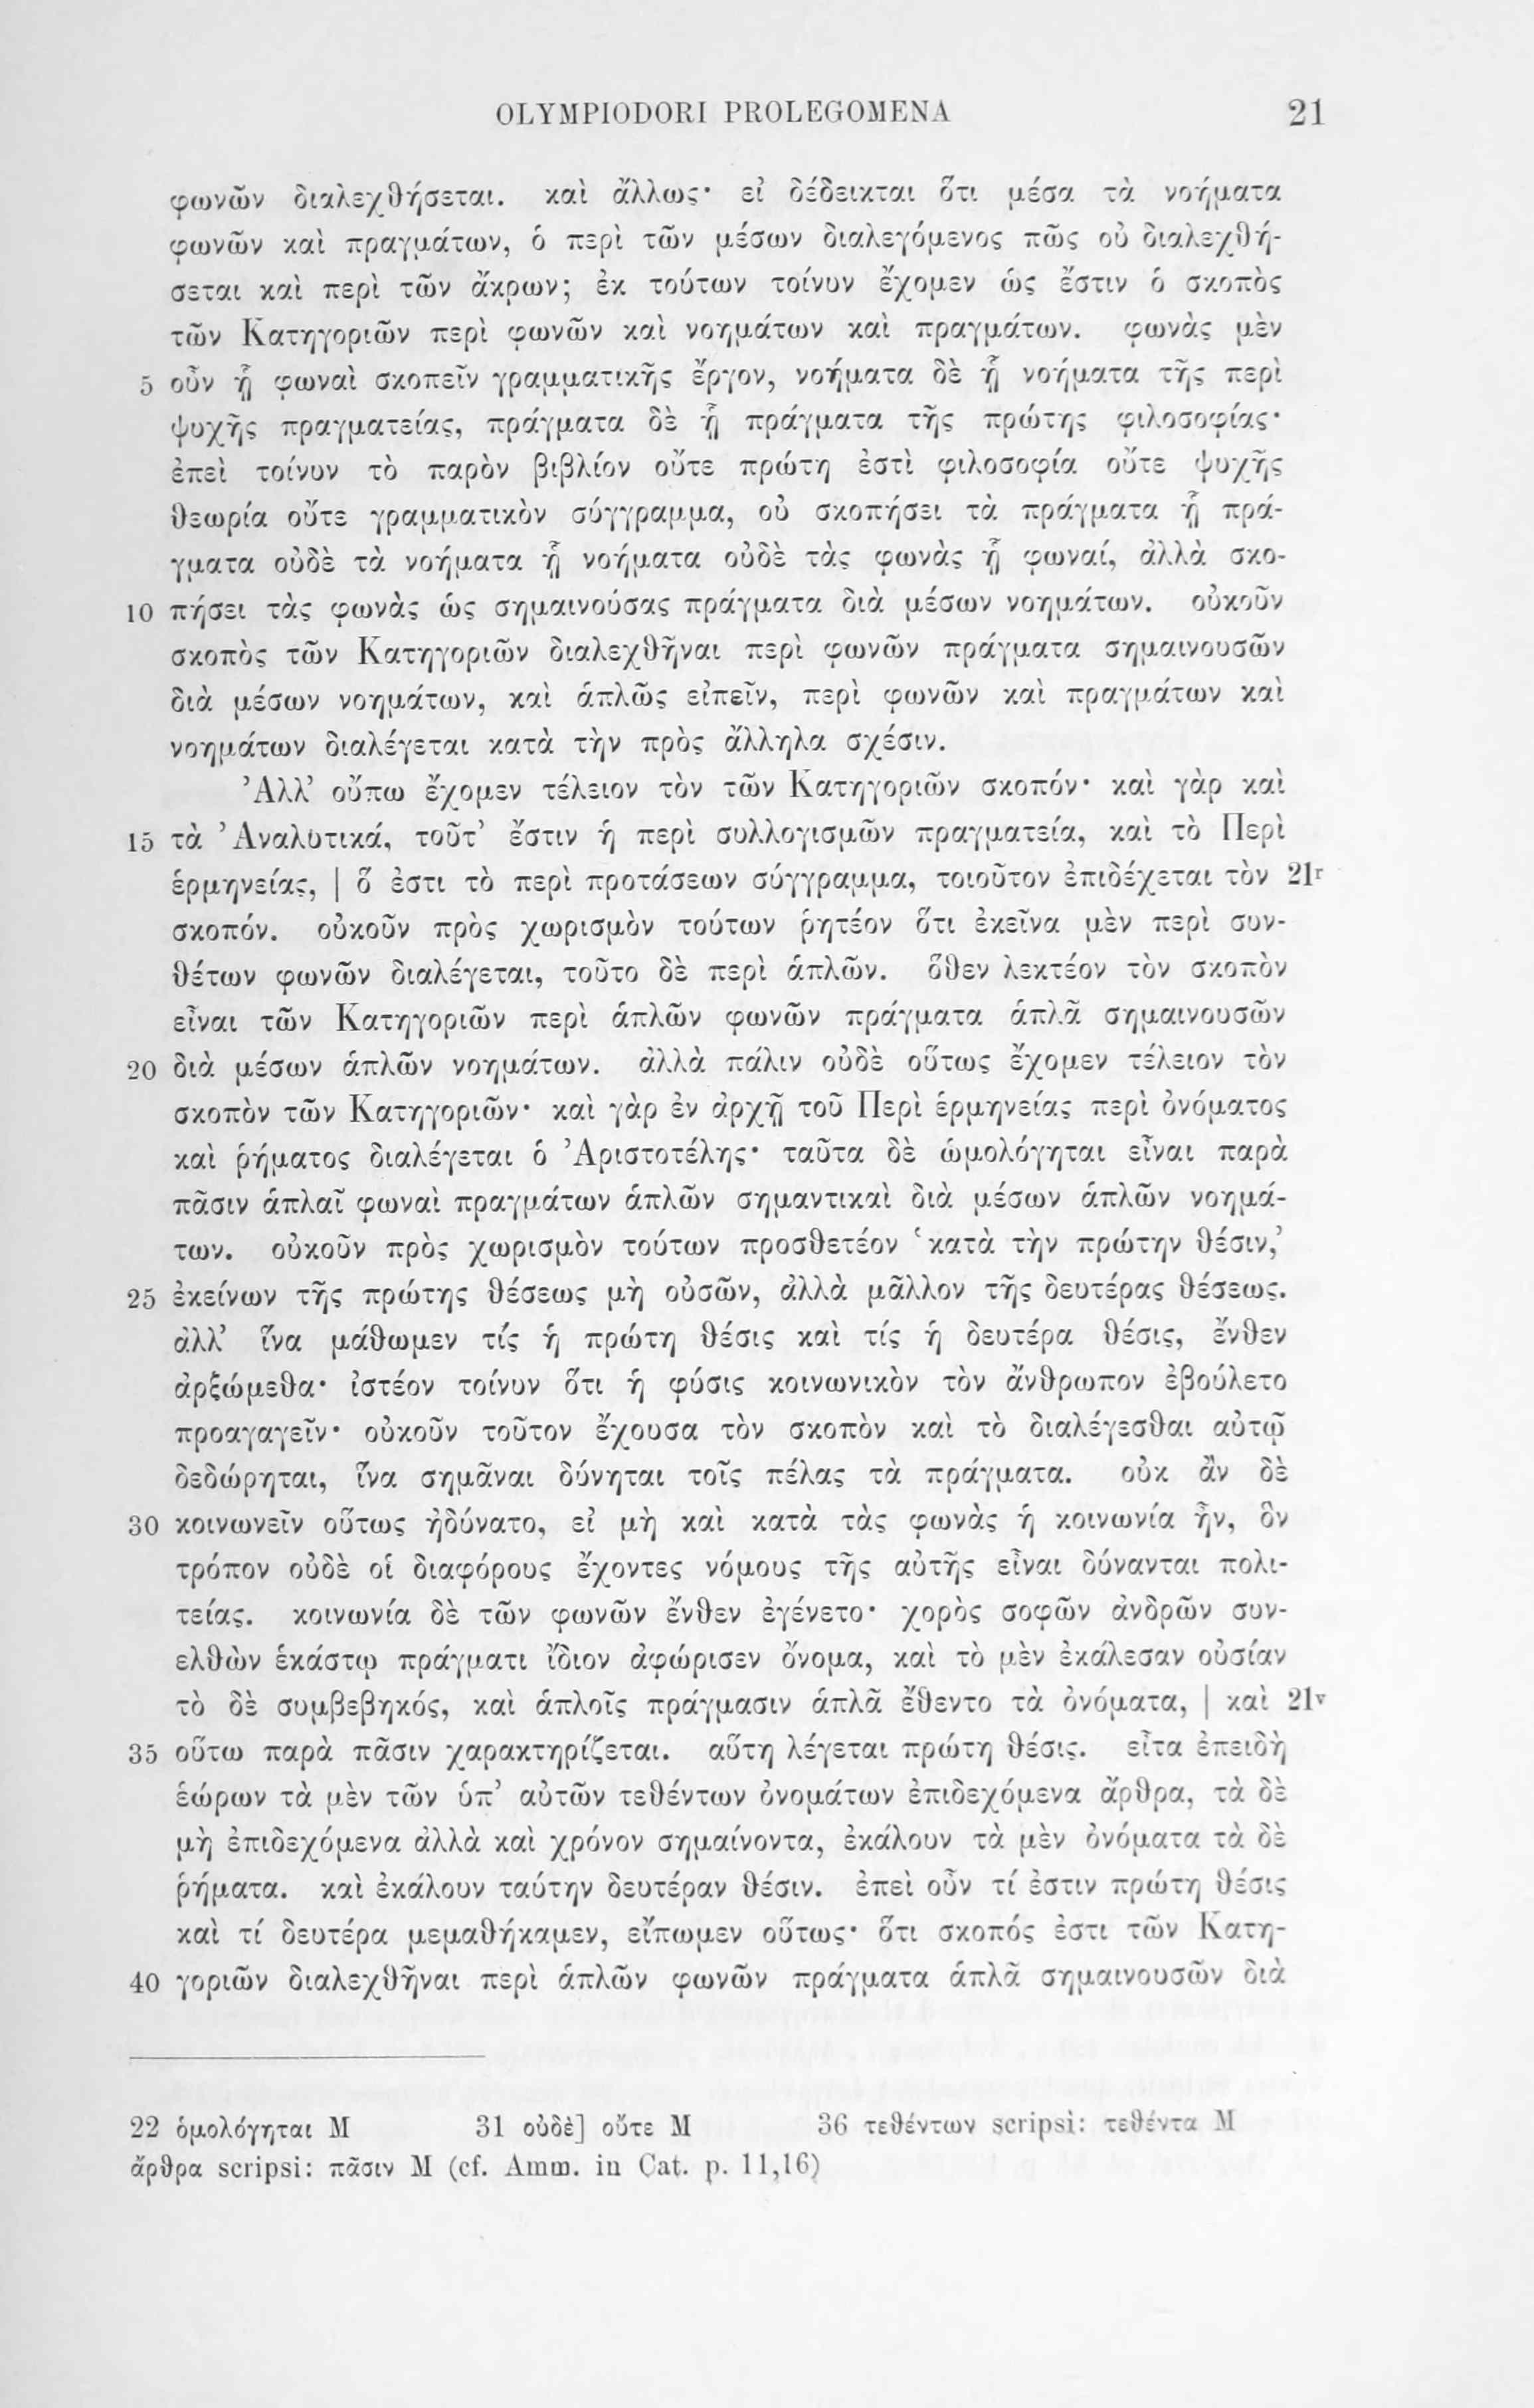 OLYMPIODORI PROLEGOMENA 21
φωνῶν διαλεχθήσεται. καὶ ἄλλως· εἰ δέδεικται ὅτι μέσα τὰ νοήματα
φωνῶν καὶ πραγμάτων, ὁ περὶ τῶν μέσων διαλεγόμενος πῶς οὐ διαλεχθή-
σεται καὶ περὶ τῶν ἄκρων; ἐκ τούτων τοίνυν ἔχομεν ὡς ἔστιν ὁ σκοπὸς
τῶν Κατηγοριῶν περὶ φωνῶν καὶ νοημάτων καὶ πραγμάτων. φωνὰς μὲν
5 οὖν ᾗ φωναὶ σκοπεῖν γραμματικῆς ἔργον, νοήματα δὲ ᾗ νοήματα τῆς περὶ
ψυχῆς πραγματείας, πράγματα δὲ ᾗ πράγματα τῆς πρώτης φιλοσοφίας·
ἐπεὶ τοίνυν τὸ παρὸν βιβλίον οὔτε πρώτη ἐστὶ φιλοσοφία οὔτε ψυχῆς
θεωρία οὔτε γραμματικὸν σύγγραμμα, οὐ σκοπήσει τὰ πράγματα ᾗ πρά-
γματα οὐδὲ τὰ νοήματα ᾗ νοήματα οὐδὲ τὰς φωνὰς ᾗ φωναί, ἀλλὰ σκο-
10 πήσει τὰς φωνὰς ὡς σημαινούσας πράγματα διὰ μέσων νοημάτων. οὐκοῦν
σκοπὸς τῶν Κατηγοριῶν διαλεχθῆναι περὶ φωνῶν πράγματα σημαινουσῶν
διὰ μέσων νοημάτων, καὶ ἁπλῶς εἰπεῖν, περὶ φωνῶν καὶ πραγμάτων καὶ
νοημάτων διαλέγεται κατὰ τὴν πρὸς ἄλληλα σχέσιν.
Ἀλλ’ οὔπω ἔχομεν τέλειον τὸν τῶν Κατηγοριῶν σκοπόν· καὶ γὰρ καὶ
15 τὰ Ἀναλυτικά, τοῦτ’ ἔστιν ἡ περὶ συλλογισμῶν πραγματεία, καὶ τὸ Περὶ
ἑρμηνείας, | ὅ ἐστι τὸ περὶ προτάσεων σύγγραμμα, τοιοῦτον ἐπιδέχεται τὸν 21r
σκοπόν. οὐκοῦν πρὸς χωρισμὸν τούτων ῥητέον ὅτι ἐκεῖνα μὲν περὶ συν-
θέτων φωνῶν διαλέγεται, τοῦτο δὲ περὶ ἁπλῶν. ὅθεν λεκτέον τὸν σκοπὸν
εἶναι τῶν Κατηγοριῶν περὶ ἁπλῶν φωνῶν πράγματα ἁπλᾶ σημαινουσῶν
20 διὰ μέσων ἁπλῶν νοημάτων. ἀλλὰ πάλιν οὐδὲ οὕτως ἔχομεν τέλειον τὸν
σκοπὸν τῶν Κατηγοριῶν· καὶ γὰρ ἐν ἀρχῇ τοῦ Περὶ ἑρμηνείας περὶ ὀνόματος
καὶ ῥήματος διαλέγεται ὁ Ἀριστοτέλης· ταῦτα δὲ ὡμολόγηται εἶναι παρὰ
πᾶσιν ἁπλαῖ φωναὶ πραγμάτων ἁπλῶν σημαντικαὶ διὰ μέσων ἁπλῶν νοημά-
των. οὐκοῦν πρὸς χωρισμὸν τούτων προσθετέον ‘κατὰ τὴν πρώτην θέσιν,’
25 ἐκείνων τῆς πρώτης θέσεως μὴ οὐσῶν, ἀλλὰ μᾶλλον τῆς δευτέρας θέσεως.
ἀλλ’ ἵνα μάθωμεν τίς ἡ πρώτη θέσις καὶ τίς ἡ δευτέρα θέσις, ἔνθεν
ἀρξώμεθα· ἰστέον τοίνυν ὅτι ἡ φύσις κοινωνικὸν τὸν ἄνθρωπον ἐβούλετο
προαγαγεῖν· οὐκοῦν τοῦτον ἔχουσα τὸν σκοπὸν καὶ τὸ διαλέγεσθαι αὐτῷ
δεδώρηται, ἵνα σημᾶναι δύνηται τοῖς πέλας τὰ πράγματα. οὐκ ἂν δὲ
30 κοινωνεῖν οὕτως ἠδύνατο, εἰ μὴ καὶ κατὰ τὰς φωνὰς ἡ κοινωνία ἦν, ὃν
τρόπον οὐδὲ οἱ διαφόρους ἔχοντες νόμους τῆς αὐτῆς εἶναι δύνανται πολι-
τείας. κοινωνία δὲ τῶν φωνῶν ἔνθεν ἐγένετο· χορὸς σοφῶν ἀνδρῶν συν-
ελθὼν ἑκάστῳ πράγματι ἴδιον ἀφώρισεν ὄνομα, καὶ τὸ μὲν ἐκάλεσαν οὐσίαν
τὸ δὲ συμβεβηκός, καὶ ἁπλοῖς πράγμασιν ἁπλᾶ ἔθεντο τὰ ὀνόματα, | καὶ 21v
35 οὕτω παρὰ πᾶσιν χαρακτηρίζεται. αὕτη λέγεται πρώτη θέσις. εἶτα ἐπειδὴ
ἑώρων τὰ μὲν τῶν ὑπ’ αὐτῶν τεθέντων ὀνομάτων ἐπιδεχόμενα ἄρθρα, τὰ δὲ
μὴ ἐπιδεχόμενα ἀλλὰ καὶ χρόνον σημαίνοντα, ἐκάλουν τὰ μὲν ὀνόματα τὰ δὲ
ῥήματα. καὶ ἐκάλουν ταύτην δευτέραν θέσιν. ἐπεὶ οὖν τί ἐστιν πρώτη θέσις
καὶ τί δευτέρα μεμαθήκαμεν, εἴπωμεν οὕτως· ὅτι σκοπός ἐστι τῶν Κατη-
40 γοριῶν διαλεχθῆναι περὶ ἁπλῶν φωνῶν πράγματα ἁπλᾶ σημαινουσῶν διὰ
22 ὁμολόγηται M 31 οὐδὲ] οὔτε M 36 τεθέντων scripsi: τεθέντα M
ἄρθρα scripsi: πᾶσιν M (cf. Amm. in Cat. p. 11,16)